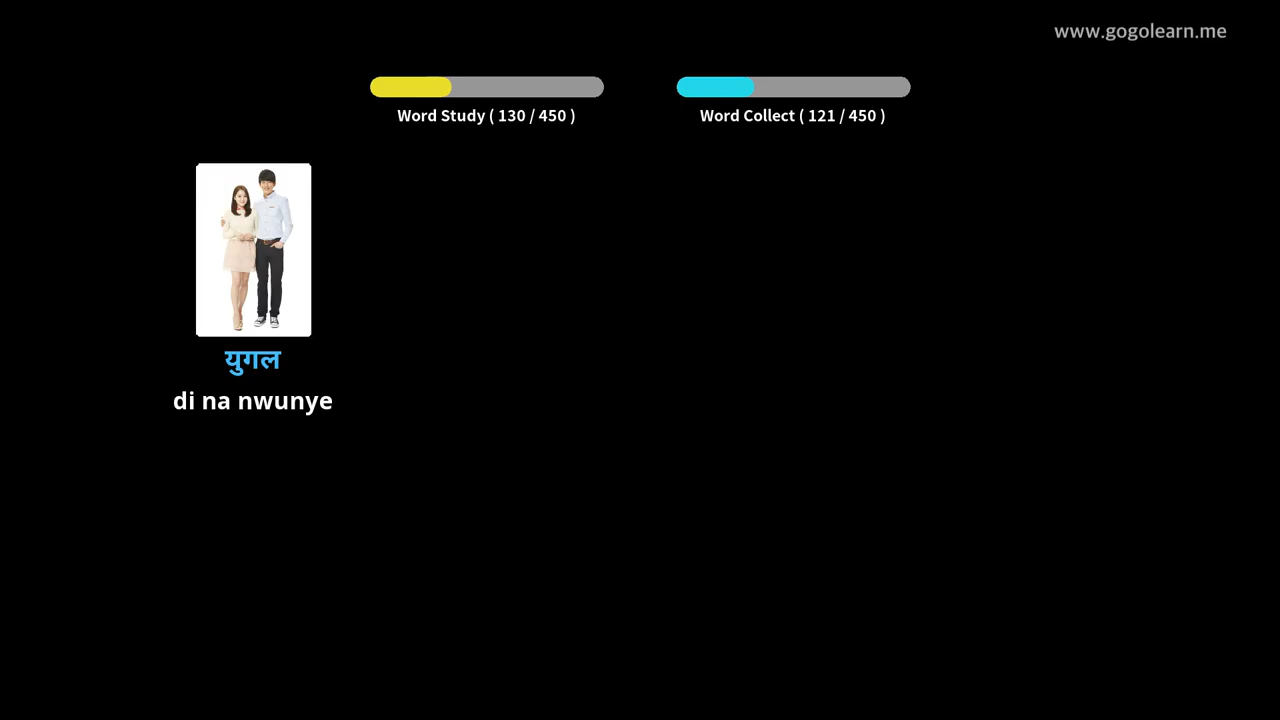 www.gogolearn.me
Word Study ( 130 / 450 )
Word Collect ( 121 / 450 )
युगल
di na nwunye